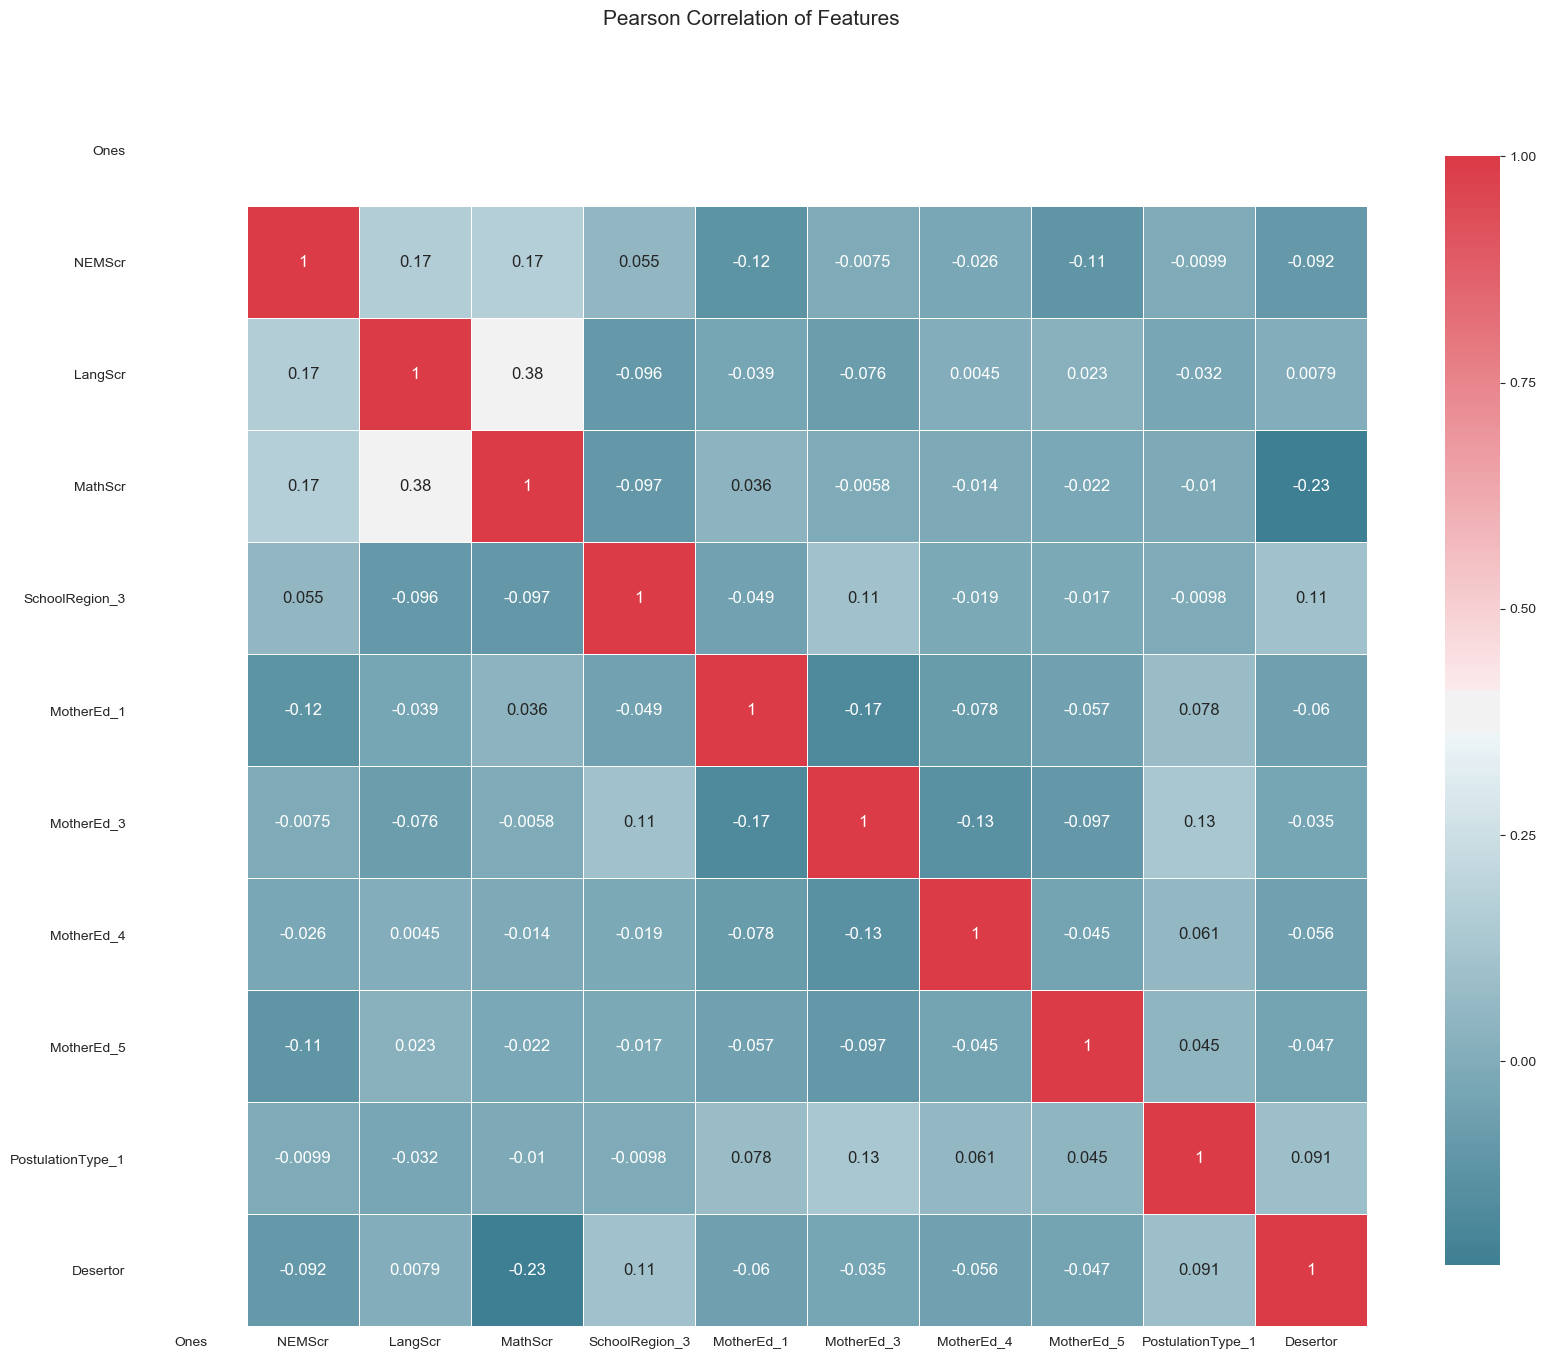 Pearson Correlation of Features
Ones
1.00
NEMScr 1 0.17 0.17 0.055 -0.12 -0.0075 -0.026 -0.11 -0.0099 -0.092
LangScr 0.17 1 0.38 -0.096 -0.039 -0.076 0.0045 0.023 -0.032 0.0079
0.75
MathScr 0.17 0.38 1 -0.097 0.036 -0.0058 -0.014 -0.022 -0.01 -0.23
SchoolRegion_3 0.055 -0.096 -0.097 1 -0.049 0.11 -0.019 -0.017 -0.0098 0.11
0.50
MotherEd_1 -0.12 -0.039 0.036 -0.049 1 -0.17 -0.078 -0.057 0.078 -0.06
MotherEd_3 -0.0075 -0.076 -0.0058 0.11 -0.17 1 -0.13 -0.097 0.13 -0.035
0.25
MotherEd_4 -0.026 0.0045 -0.014 -0.019 -0.078 -0.13 1 -0.045 0.061 -0.056
MotherEd_5 -0.11 0.023 -0.022 -0.017 -0.057 -0.097 -0.045 1 0.045 -0.047
0.00
PostulationType_1 -0.0099 -0.032 -0.01 -0.0098 0.078 0.13 0.061 0.045 1 0.091
Desertor -0.092 0.0079 -0.23 0.11 -0.06 -0.035 -0.056 -0.047 0.091 1
Ones NEMScr LangScr MathScr SchoolRegion_3 MotherEd_1 MotherEd_3 MotherEd_4 MotherEd_5 PostulationType_1 Desertor